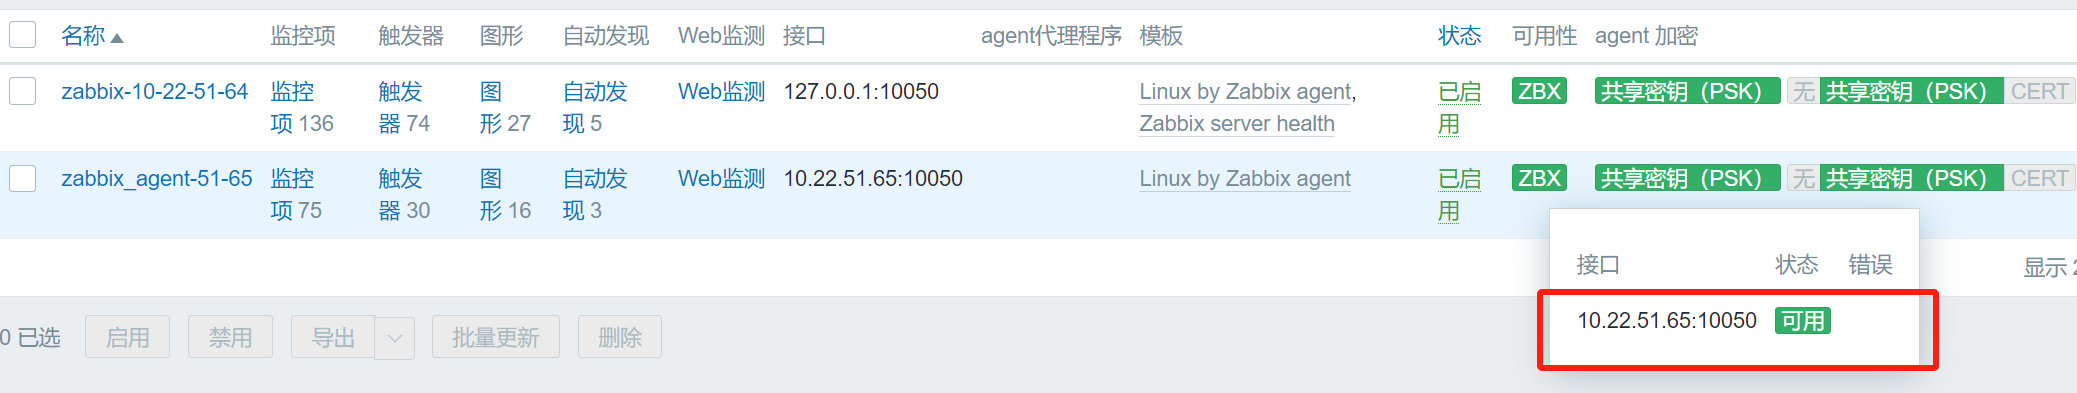 名称 监控项 触发器 图形 自动发现 Web监测 接口 agent代理程序 模板 状态 可用性 agent 加密
zabbix-10-22-51-64 监控 触发 图 自动发 Web监测 127.0.0.1:10050 Linux by Zabbix agent, 已启 ZBX 共享密钥（PSK） 无 共享密钥（PSK） CERT
项 136 器 74 形 27 现 5 Zabbix server health 用
zabbix_agent-51-65 监控 触发 图 自动发 Web监测 10.22.51.65:10050 Linux by Zabbix agent 已启 ZBX 共享密钥（PSK） 无 共享密钥（PSK） CERT
项 75 器 30 形 16 现 3 用
接口 状态 错误
显示
10.22.51.65:10050 可用
0 已选 启用 禁用 导出 批量更新 删除